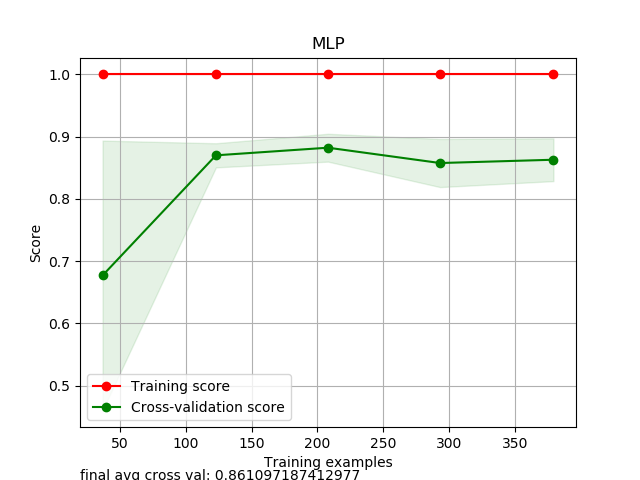 MLP
1.0
0.9
0.8
0.7
0.6
0.5
Score
Training score
Cross-validation score
50 100 150 200 250 300 350
Training examples
final avg cross val: 0.861097187412977